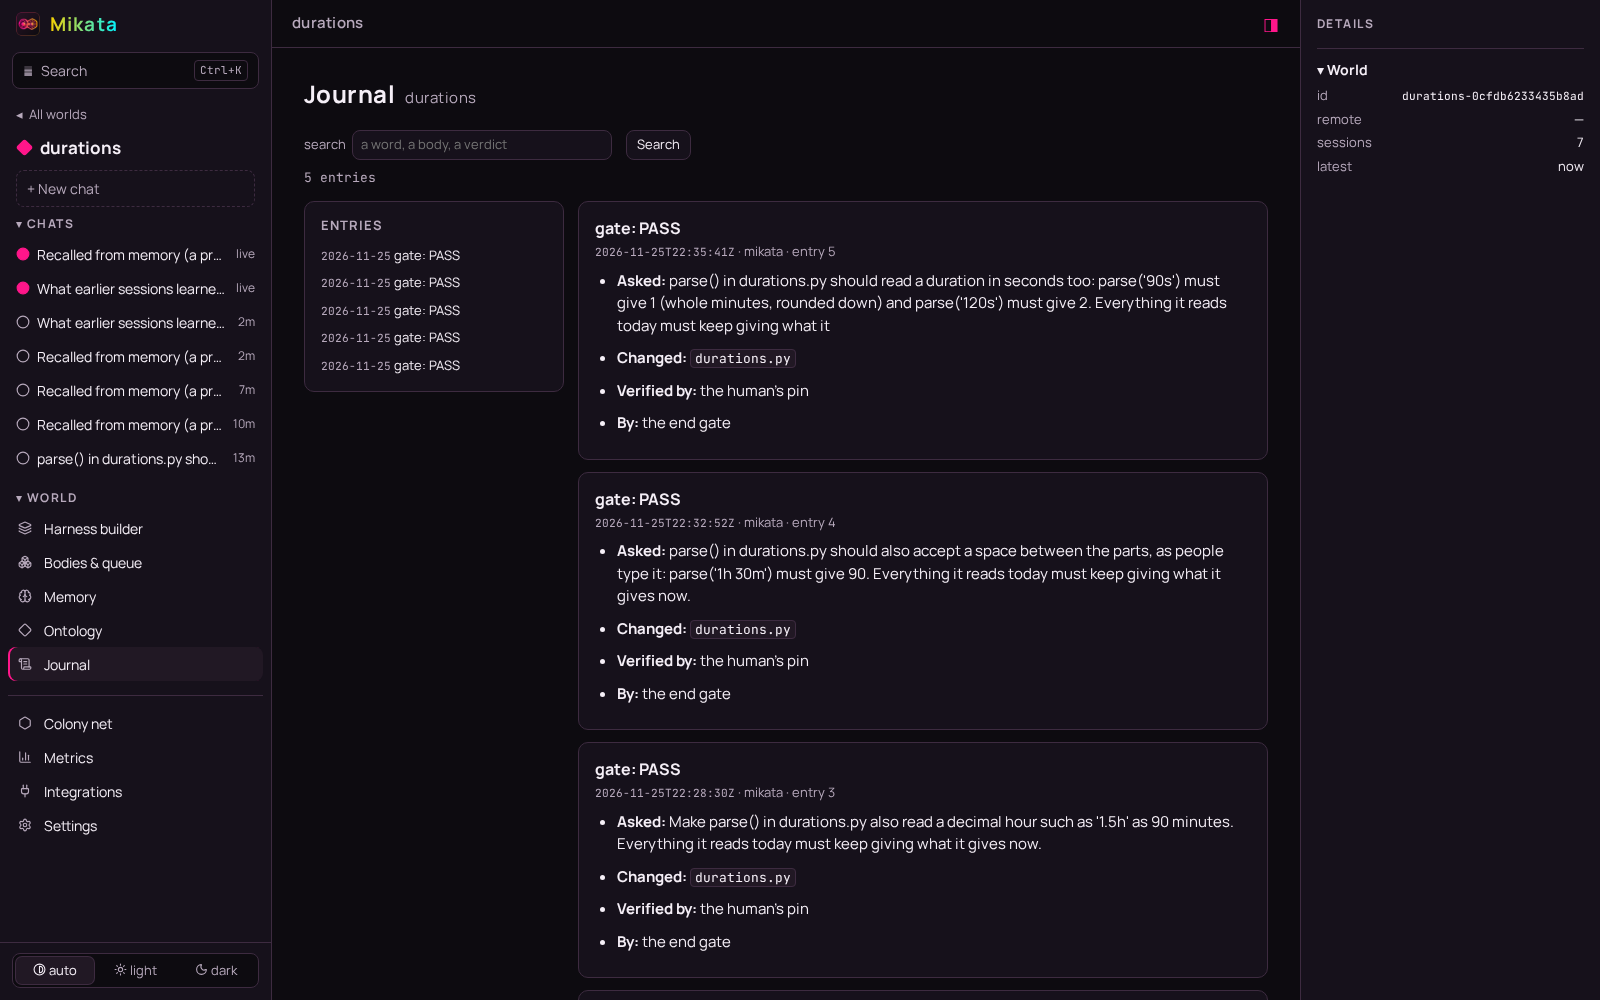 Mikata
Search Ctrl+K
All worlds
durations
+ New chat
CHATS
Recalled from memory (a pr... live
What earlier sessions learne... live
What earlier sessions learne... 2m
Recalled from memory (a pr... 2m
Recalled from memory (a pr... 7m
Recalled from memory (a pr... 10m
parse() in durations.py sho... 13m
WORLD
Harness builder
Bodies & queue
Memory
Ontology
Journal
Colony net
Metrics
Integrations
Settings
auto light dark
durations
Journal durations
search a word, a body, a verdict Search
5 entries
ENTRIES
2026-11-25 gate: PASS
2026-11-25 gate: PASS
2026-11-25 gate: PASS
2026-11-25 gate: PASS
2026-11-25 gate: PASS
gate: PASS
2026-11-25T22:35:41Z · mikata · entry 5
• Asked: parse() in durations.py should read a duration in seconds too: parse('90s') must
give 1 (whole minutes, rounded down) and parse('120s') must give 2. Everything it reads
today must keep giving what it
• Changed: durations.py
• Verified by: the human's pin
• By: the end gate
gate: PASS
2026-11-25T22:32:52Z · mikata · entry 4
• Asked: parse() in durations.py should also accept a space between the parts, as people
type it: parse('1h 30m') must give 90. Everything it reads today must keep giving what it
gives now.
• Changed: durations.py
• Verified by: the human's pin
• By: the end gate
gate: PASS
2026-11-25T22:28:30Z · mikata · entry 3
• Asked: Make parse() in durations.py also read a decimal hour such as '1.5h' as 90 minutes.
Everything it reads today must keep giving what it gives now.
• Changed: durations.py
• Verified by: the human's pin
• By: the end gate
DETAILS
World
id durations-0cfdb6233435b8ad
remote —
sessions 7
latest now